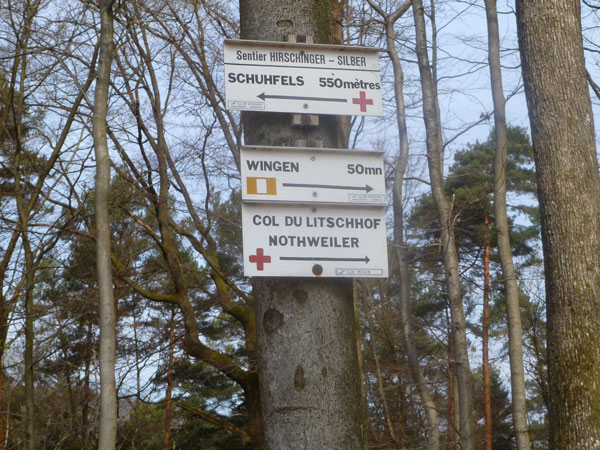 Sentier HIRSCHINGER - SILBER
SCHUHFELS 550mètres
WINGEN 50mn
COL DU LITSCHHOF
NOTHWEILER